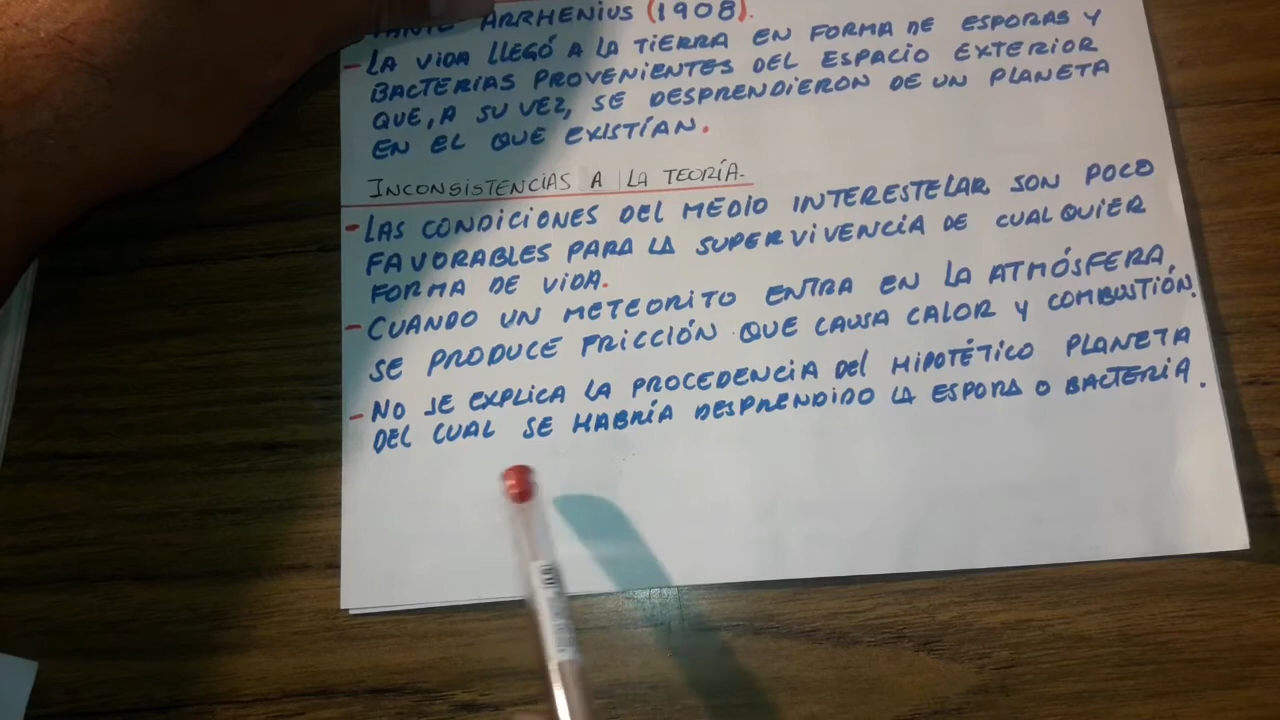 ARRHENIUS (1908).
- LA VIDA LLEGÓ A LA TIERRA EN FORMA DE ESPORAS Y
BACTERIAS PROVENIENTES DEL ESPACIO EXTERIOR
QUE, A SU VEZ, SE DESPRENDIERON DE UN PLANETA
EN EL QUE EXISTÍAN.
INCONSISTENCIAS A LA TEORÍA.
- LAS CONDICIONES DEL MEDIO INTERESTELAR SON POCO
FAVORABLES PARA LA SUPERVIVENCIA DE CUALQUIER
FORMA DE VIDA.
- CUANDO UN METEORITO ENTRA EN LA ATMÓSFERA,
SE PRODUCE FRICCIÓN QUE CAUSA CALOR Y COMBUSTIÓN.
- NO SE EXPLICA LA PROCEDENCIA DEL HIPOTÉTICO PLANETA
DEL CUAL SE HABRÍA DESPRENDIDO LA ESPORA O BACTERIA.